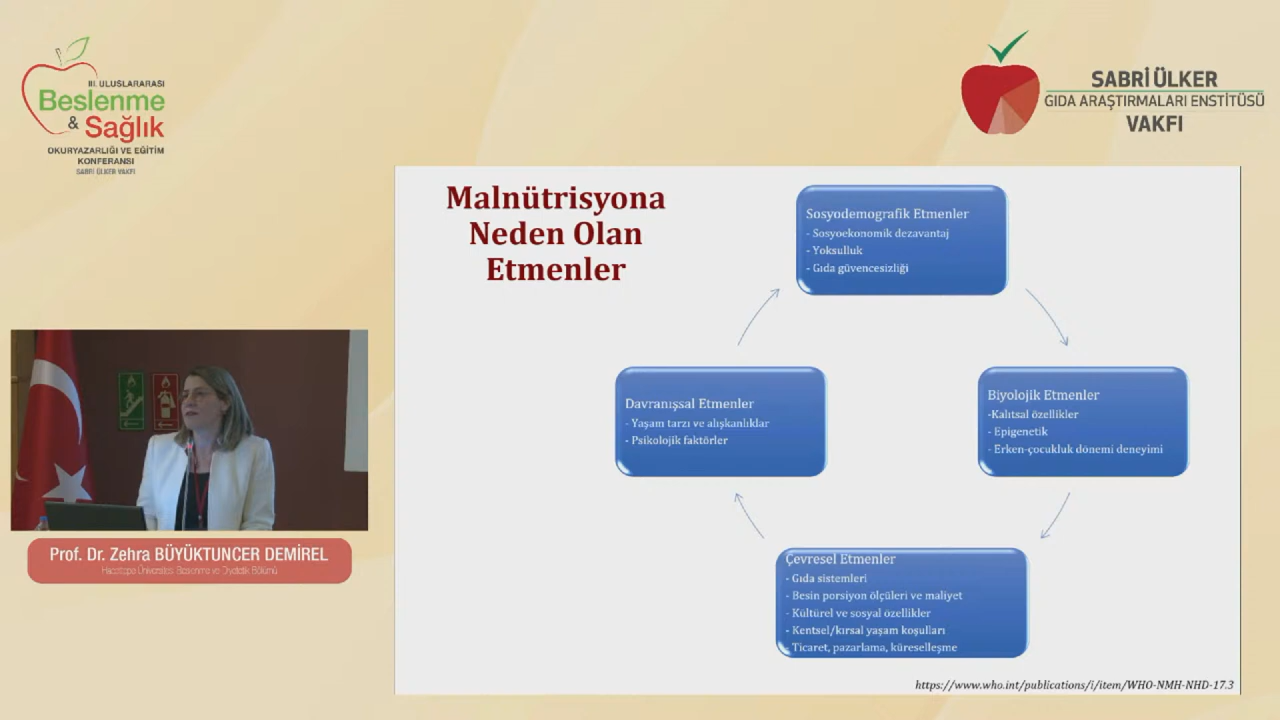 III. ULUSLARARASI
Beslenme
& Sağlık
OKURYAZARLIĞI VE EĞİTİM
KONFERANSI
SABRİ ÜLKER VAKFI
SABRİ ÜLKER
GIDA ARAŞTIRMALARI ENSTİTÜSÜ
VAKFI
Malnütrisyona
Neden Olan
Etmenler
Sosyodemografik Etmenler
- Sosyoekonomik dezavantaj
- Yoksulluk
- Gıda güvencesizliği
Biyolojik Etmenler
-Kalıtsal özellikler
- Epigenetik
- Erken-çocukluk dönemi deneyimi
Çevresel Etmenler
- Gıda sistemleri
- Besin porsiyon ölçüleri ve maliyet
- Kültürel ve sosyal özellikler
- Kentsel/kırsal yaşam koşulları
- Ticaret, pazarlama, küreselleşme
Davranışsal Etmenler
- Yaşam tarzı ve alışkanlıklar
- Psikolojik faktörler
https://www.who.int/publications/i/item/WHO-NMH-NHD-17.3
Prof. Dr. Zehra BÜYÜKTUNCER DEMİREL
Hacettepe Üniversitesi Beslenme ve Diyetetik Bölümü